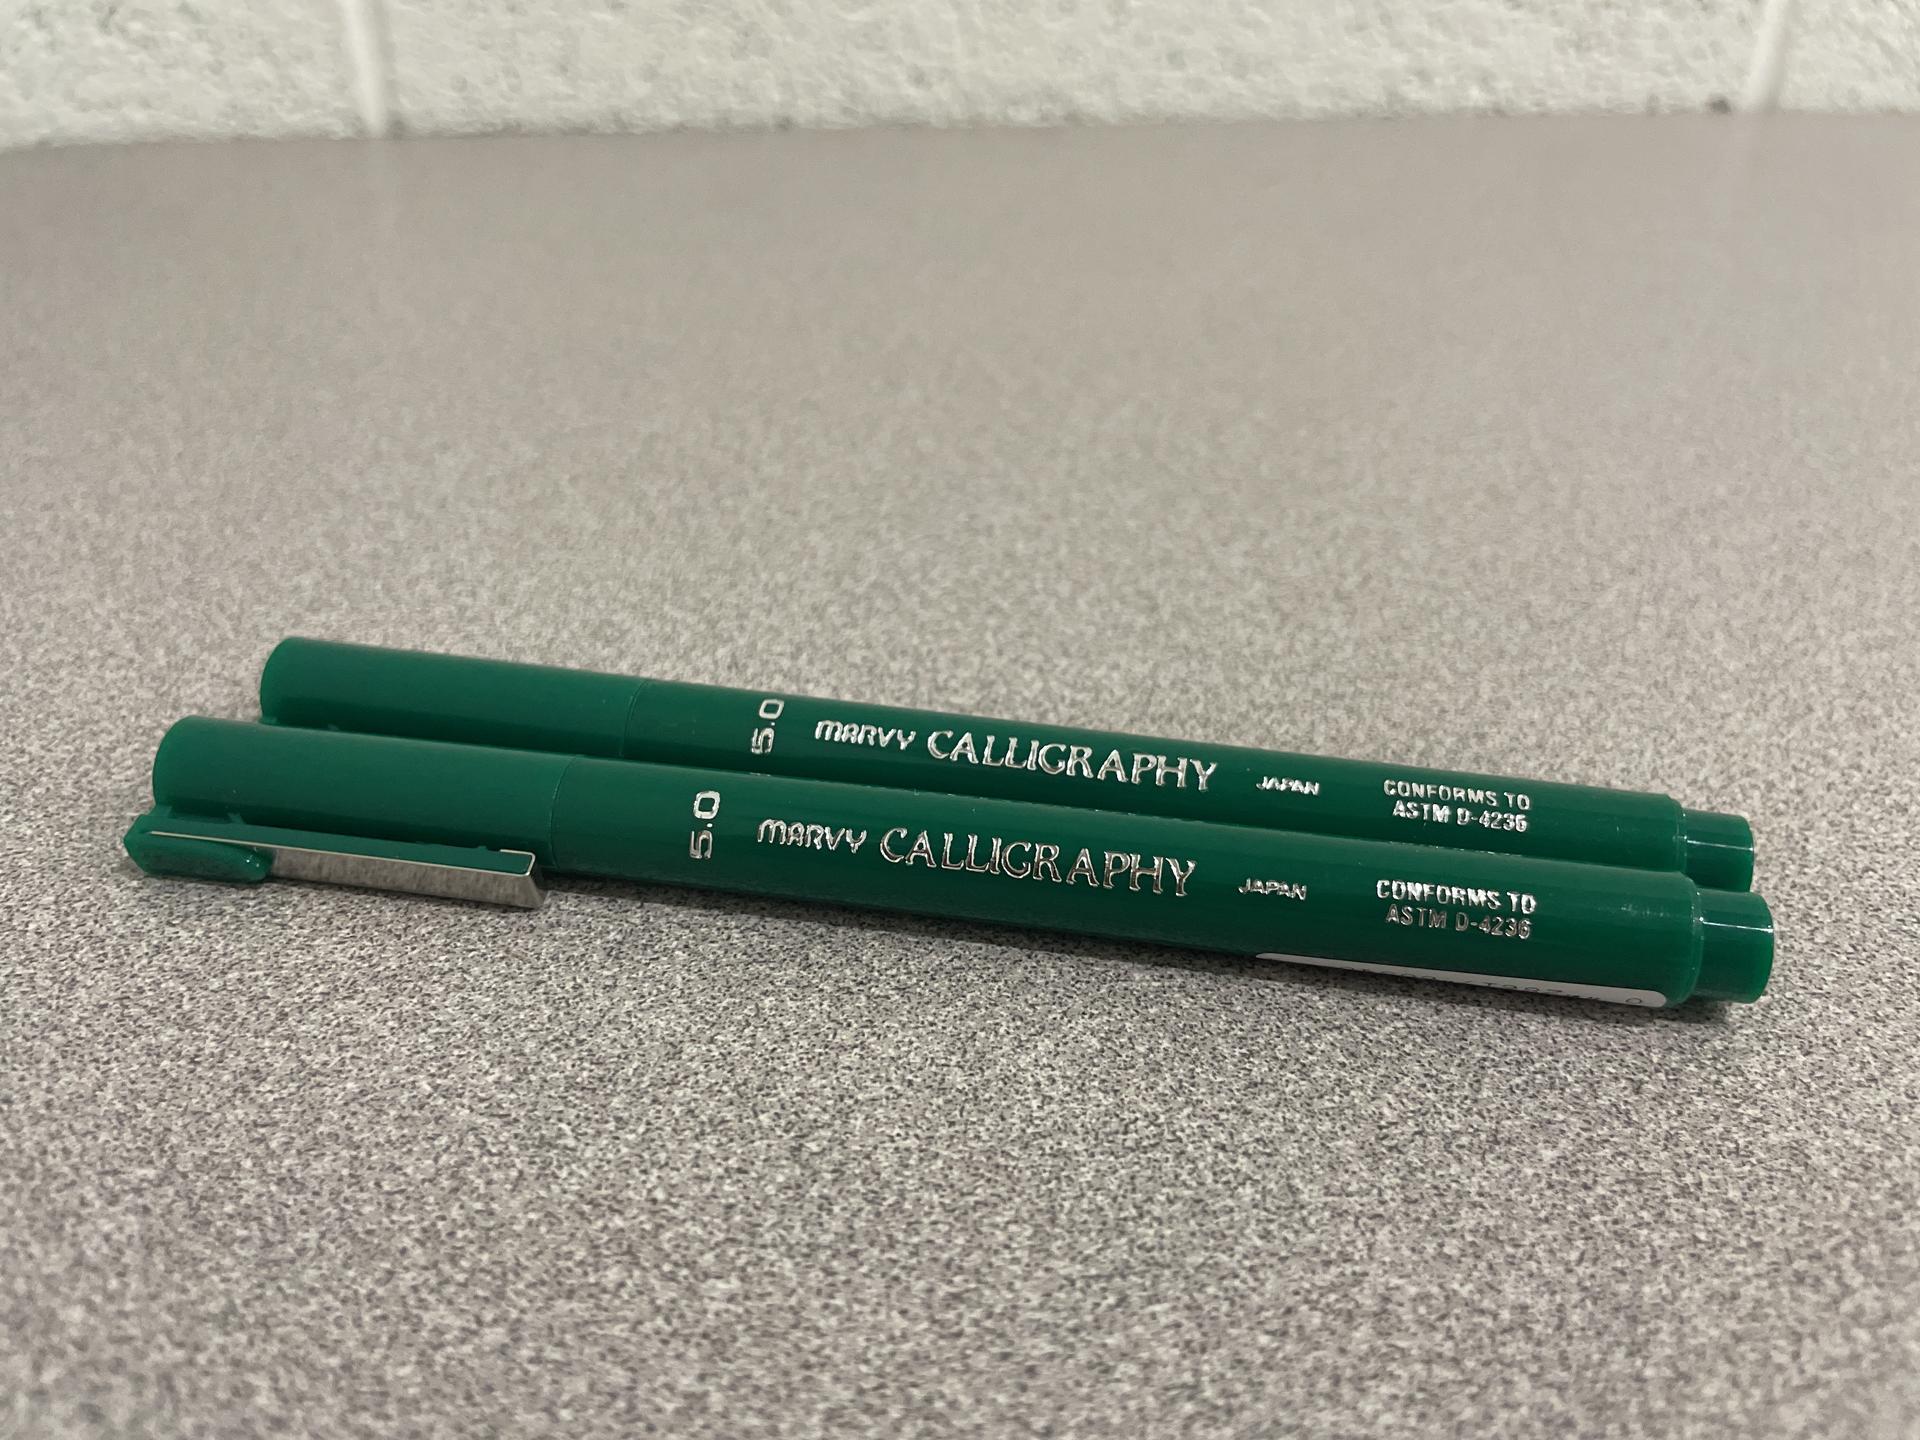 5.0 MARVY CALLIGRAPHY JAPAN CONFORMS TO
ASTM D-4236
5.0 MARVY CALLIGRAPHY JAPAN CONFORMS TO
ASTM D-4236